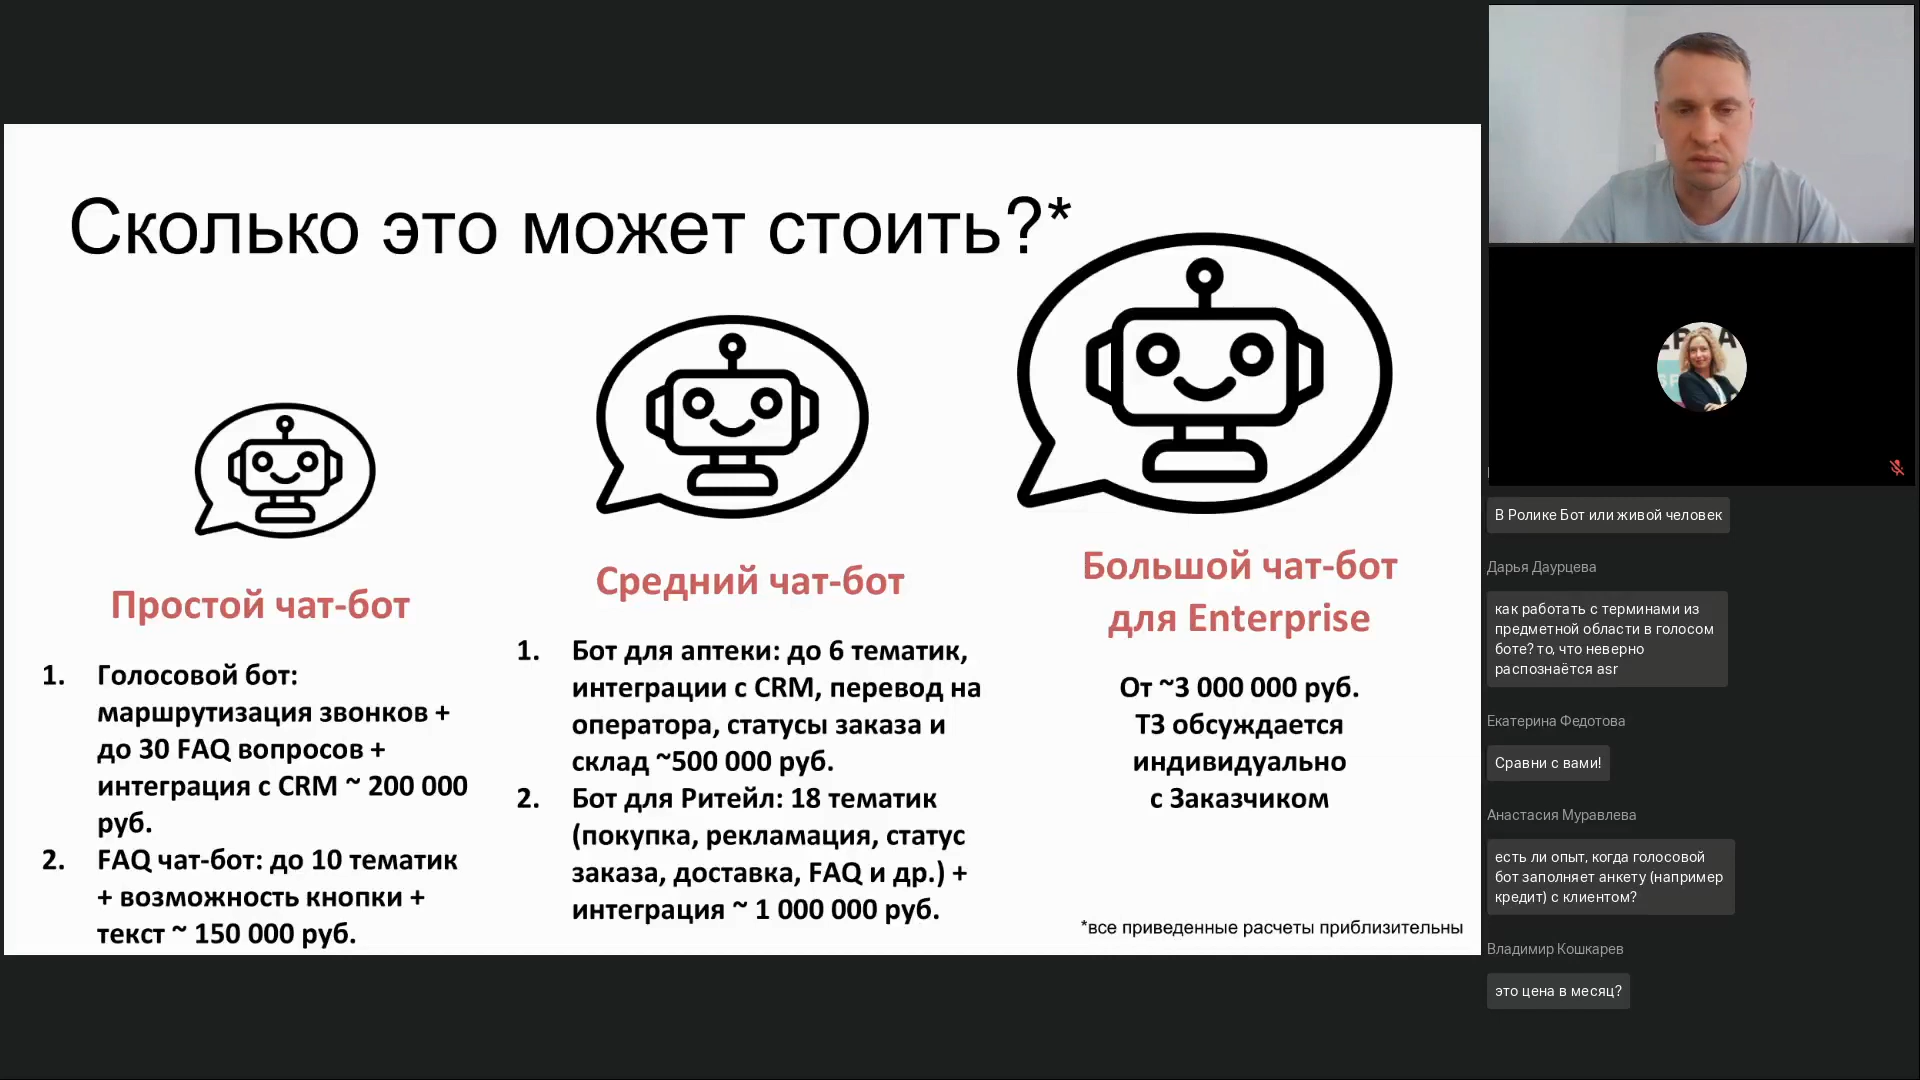 Сколько это может стоить?*
Простой чат-бот
1. Голосовой бот:
маршрутизация звонков +
до 30 FAQ вопросов +
интеграция с CRM ~ 200 000
руб.
2. FAQ чат-бот: до 10 тематик
+ возможность кнопки +
текст ~ 150 000 руб.
Средний чат-бот
1. Бот для аптеки: до 6 тематик,
интеграции с CRM, перевод на
оператора, статусы заказа и
склад ~500 000 руб.
2. Бот для Ритейл: 18 тематик
(покупка, рекламация, статус
заказа, доставка, FAQ и др.) +
интеграция ~ 1 000 000 руб.
Большой чат-бот
для Enterprise
От ~3 000 000 руб.
ТЗ обсуждается
индивидуально
с Заказчиком
*все приведенные расчеты приблизительны
В Ролике Бот или живой человек
Дарья Даурцева
как работать с терминами из
предметной области в голосом
боте? то, что неверно
распознаётся asr
Екатерина Федотова
Сравни с вами!
Анастасия Муравлева
есть ли опыт, когда голосовой
бот заполняет анкету (например
кредит) с клиентом?
Владимир Кошкарев
это цена в месяц?